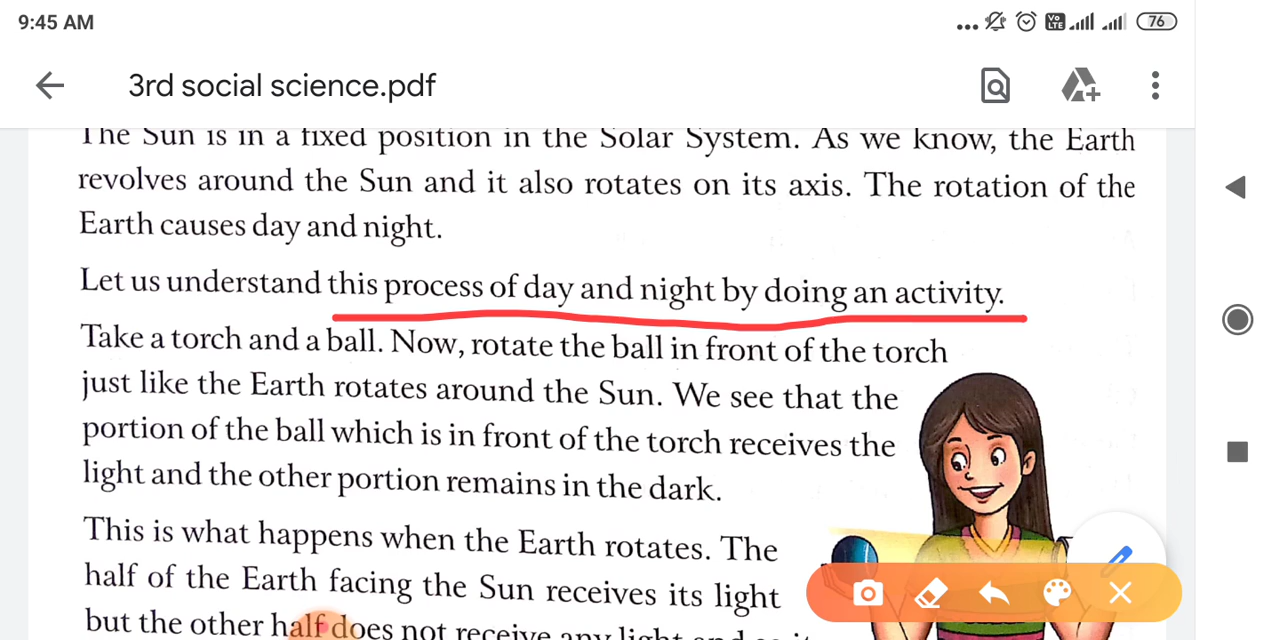 9:45 AM
... Vo LTE 76
3rd social science.pdf
The Sun is in a fixed position in the Solar System. As we know, the Earth
revolves around the Sun and it also rotates on its axis. The rotation of the
Earth causes day and night.
Let us understand this process of day and night by doing an activity.
Take a torch and a ball. Now, rotate the ball in front of the torch
just like the Earth rotates around the Sun. We see that the
portion of the ball which is in front of the torch receives the
light and the other portion remains in the dark.
This is what happens when the Earth rotates. The
half of the Earth facing the Sun receives its light
but the other half does not receive any light and so it